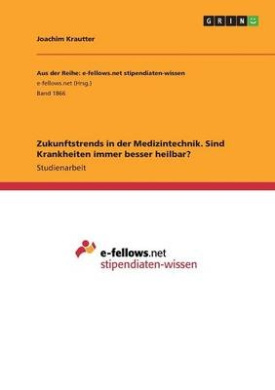 GRIN
Joachim Krautter
Aus der Reihe: e-fellows.net stipendiaten-wissen
e-fellows.net (Hrsg.)
Band 1866
Zukunftstrends in der Medizintechnik. Sind
Krankheiten immer besser heilbar?
Studienarbeit
e-fellows.net
stipendiaten-wissen